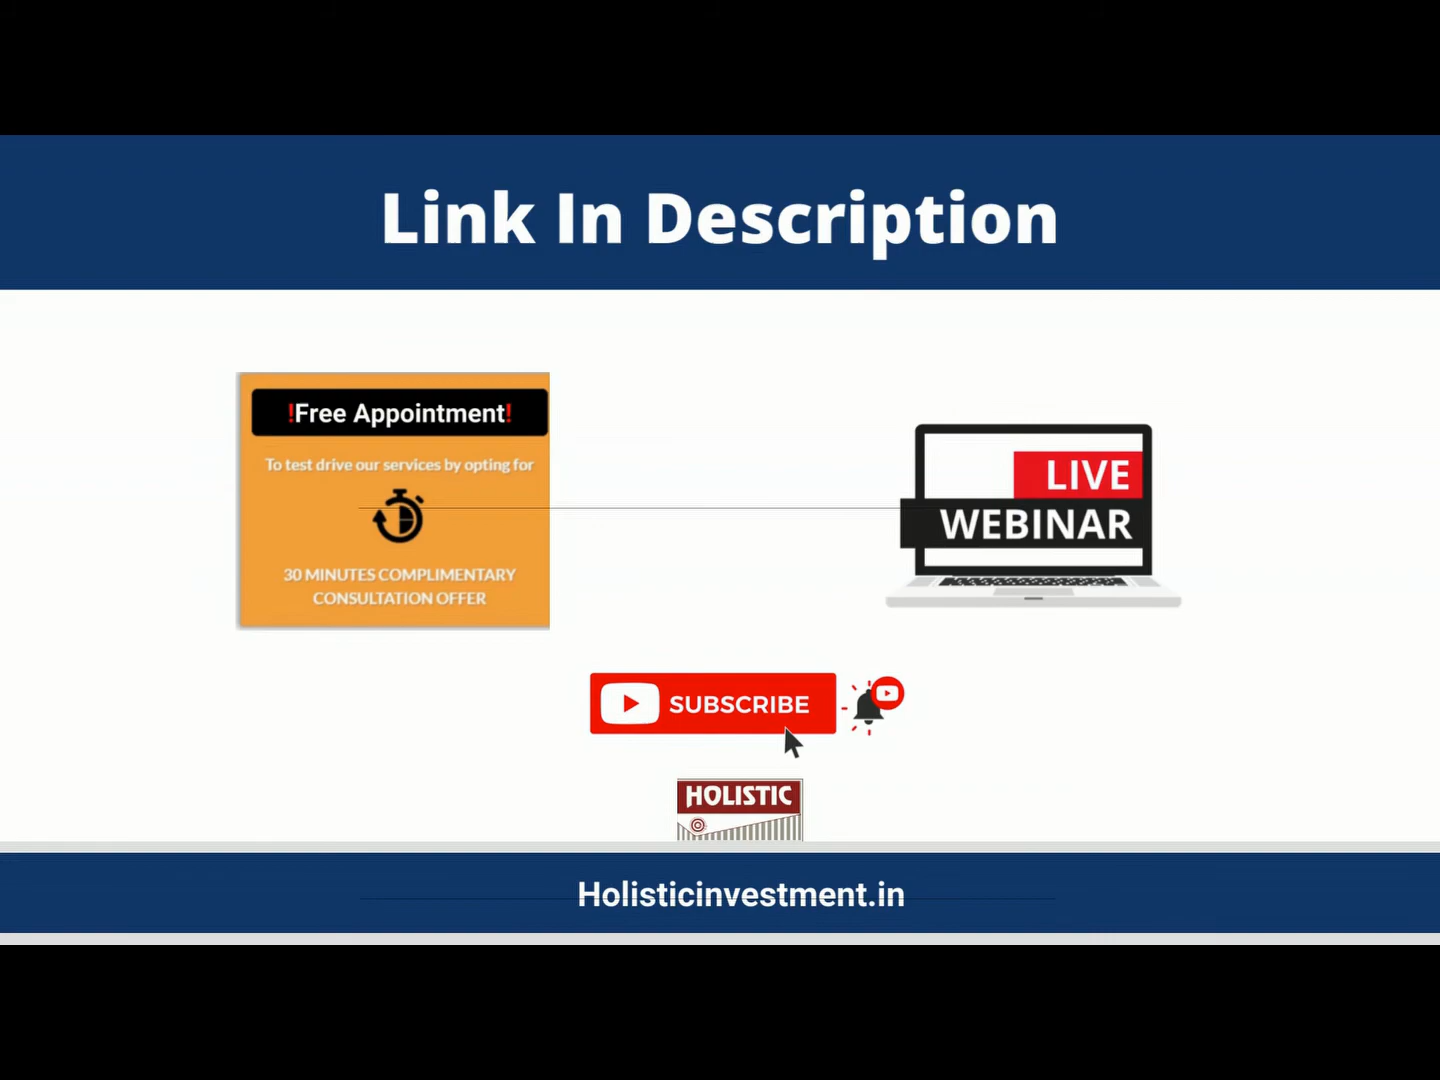 Link In Description
!Free Appointment!
To test drive our services by opting for
30 MINUTES COMPLIMENTARY
CONSULTATION OFFER
LIVE
WEBINAR
SUBSCRIBE
HOLISTIC
Holisticinvestment.in